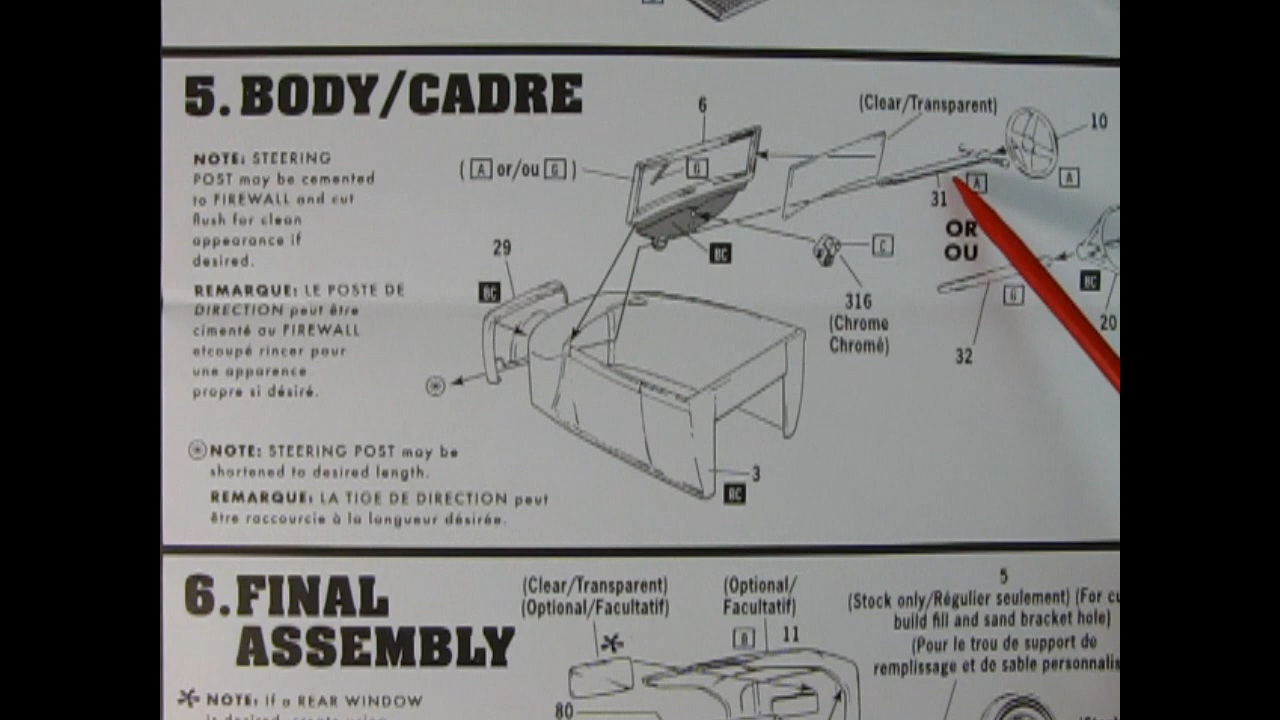 5. BODY/CADRE
NOTE: STEERING
POST may be cemented
to FIREWALL and cut
flush for clean
appearance if
desired.
REMARQUE: LE POSTE DE
DIRECTION peut être
cimenté au FIREWALL
etcoupé rincer pour
une apparence
propre si désiré.
NOTE: STEERING POST may be
shortened to desired length.
REMARQUE: LA TIGE DE DIRECTION peut
être raccourcie à la longueur désirée.
6
(Clear/Transparent)
10
( A or/ou G )
G
A
A
31
OR
OU
29
BC
BC
C
316
(Chrome
Chromé)
G
32
BC
20
3
BC
6. FINAL
ASSEMBLY
NOTE: If a REAR WINDOW
(Clear/Transparent)
(Optional/Facultatif)
(Optional/
Facultatif)
B
11
80
5
(Stock only/Régulier seulement) (For cu
build fill and sand bracket hole)
(Pour le trou de support de
remplissage et de sable personnalis